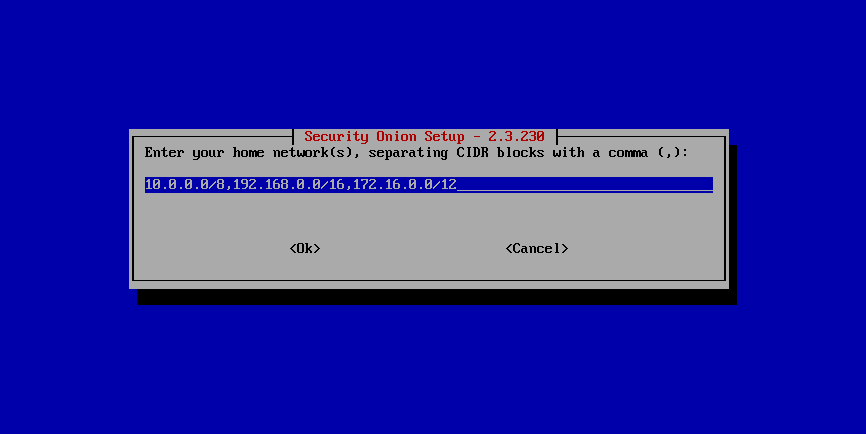 Security Onion Setup - 2.3.230
Enter your home network(s), separating CIDR blocks with a comma (,):
10.0.0.0/8,192.168.0.0/16,172.16.0.0/12
<Ok> <Cancel>